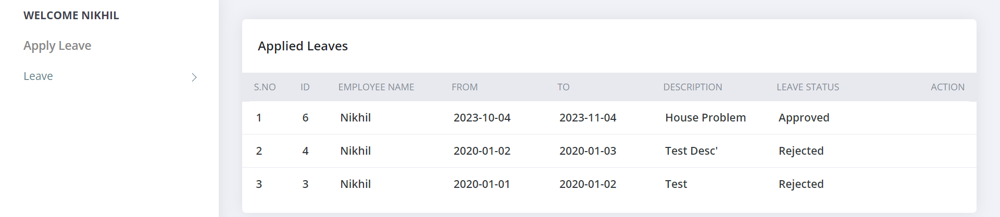 WELCOME NIKHIL
Apply Leave
Leave
Applied Leaves
S.NO ID EMPLOYEE NAME FROM TO DESCRIPTION LEAVE STATUS ACTION
1 6 Nikhil 2023-10-04 2023-11-04 House Problem Approved
2 4 Nikhil 2020-01-02 2020-01-03 Test Desc' Rejected
3 3 Nikhil 2020-01-01 2020-01-02 Test Rejected